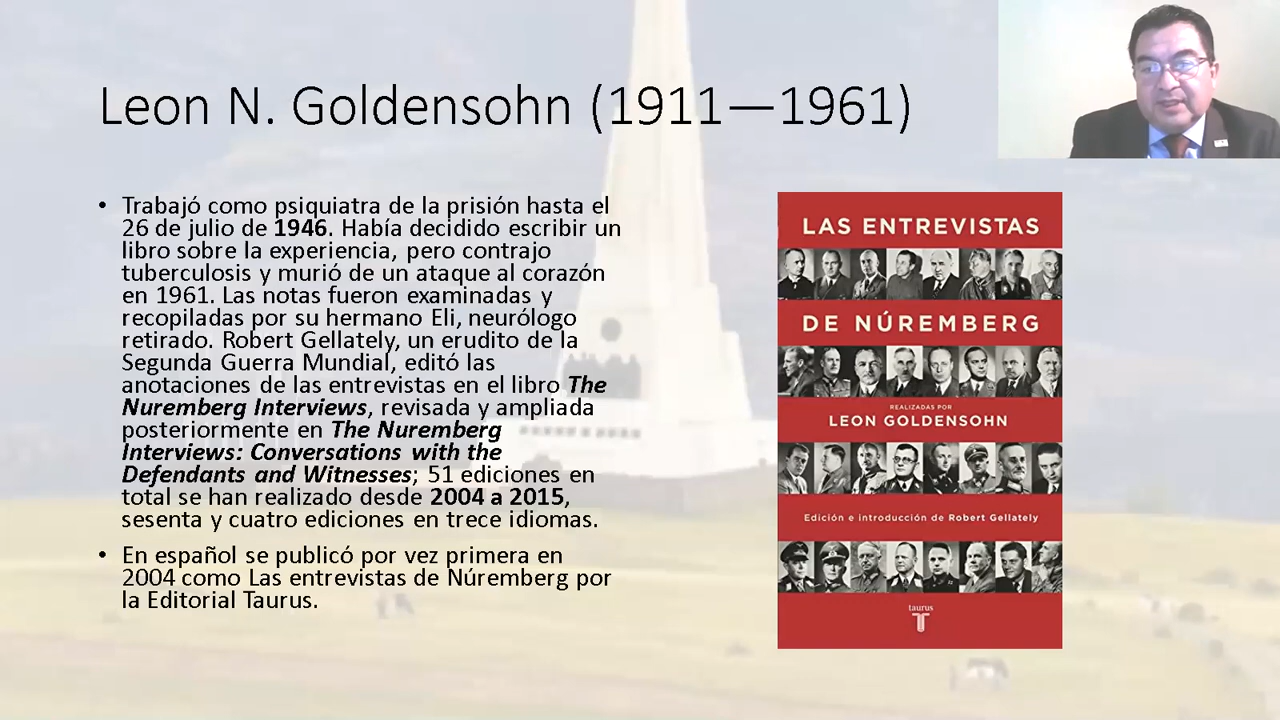 Leon N. Goldensohn (1911—1961)
• Trabajó como psiquiatra de la prisión hasta el
26 de julio de 1946. Había decidido escribir un
libro sobre la experiencia, pero contrajo
tuberculosis y murió de un ataque al corazón
en 1961. Las notas fueron examinadas y
recopiladas por su hermano Eli, neurólogo
retirado. Robert Gellately, un erudito de la
Segunda Guerra Mundial, editó las
anotaciones de las entrevistas en el libro The
Nuremberg Interviews, revisada y ampliada
posteriormente en The Nuremberg
Interviews: Conversations with the
Defendants and Witnesses; 51 ediciones en
total se han realizado desde 2004 a 2015,
sesenta y cuatro ediciones en trece idiomas.
• En español se publicó por vez primera en
2004 como Las entrevistas de Núremberg por
la Editorial Taurus.
LAS ENTREVISTAS
DE NÚREMBERG
REALIZADAS POR
LEON GOLDENSOHN
Edición e introducción de Robert Gellately
taurus